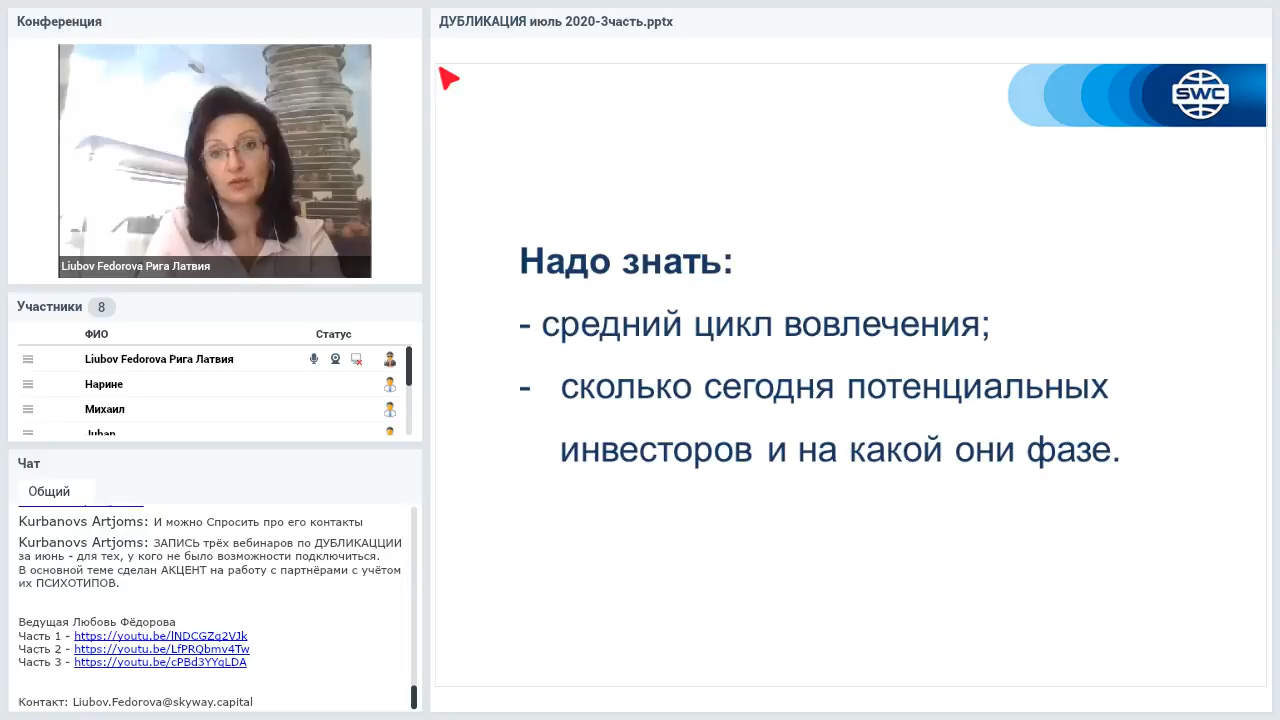 Конференция
Liubov Fedorova Рига Латвия
Участники 8
ФИО Статус
Liubov Fedorova Рига Латвия
Нарине
Михаил
Чат
Общий
Kurbanovs Artjoms: И можно Спросить про его контакты
Kurbanovs Artjoms: ЗАПИСЬ трёх вебинаров по ДУБЛИКАЦЦИИ
за июнь - для тех, у кого не было возможности подключиться.
В основной теме сделан АКЦЕНТ на работу с партнёрами с учётом
их ПСИХОТИПОВ.
Ведущая Любовь Фёдорова
Часть 1 - https://youtu.be/lNDCGZq2VJk
Часть 2 - https://youtu.be/LfPRQbmv4Tw
Часть 3 - https://youtu.be/cPBd3YYqLDA
Контакт: Liubov.Fedorova@skyway.capital
ДУБЛИКАЦИЯ июль 2020-3часть.pptx
SWC
Надо знать:
- средний цикл вовлечения;
- сколько сегодня потенциальных
инвесторов и на какой они фазе.